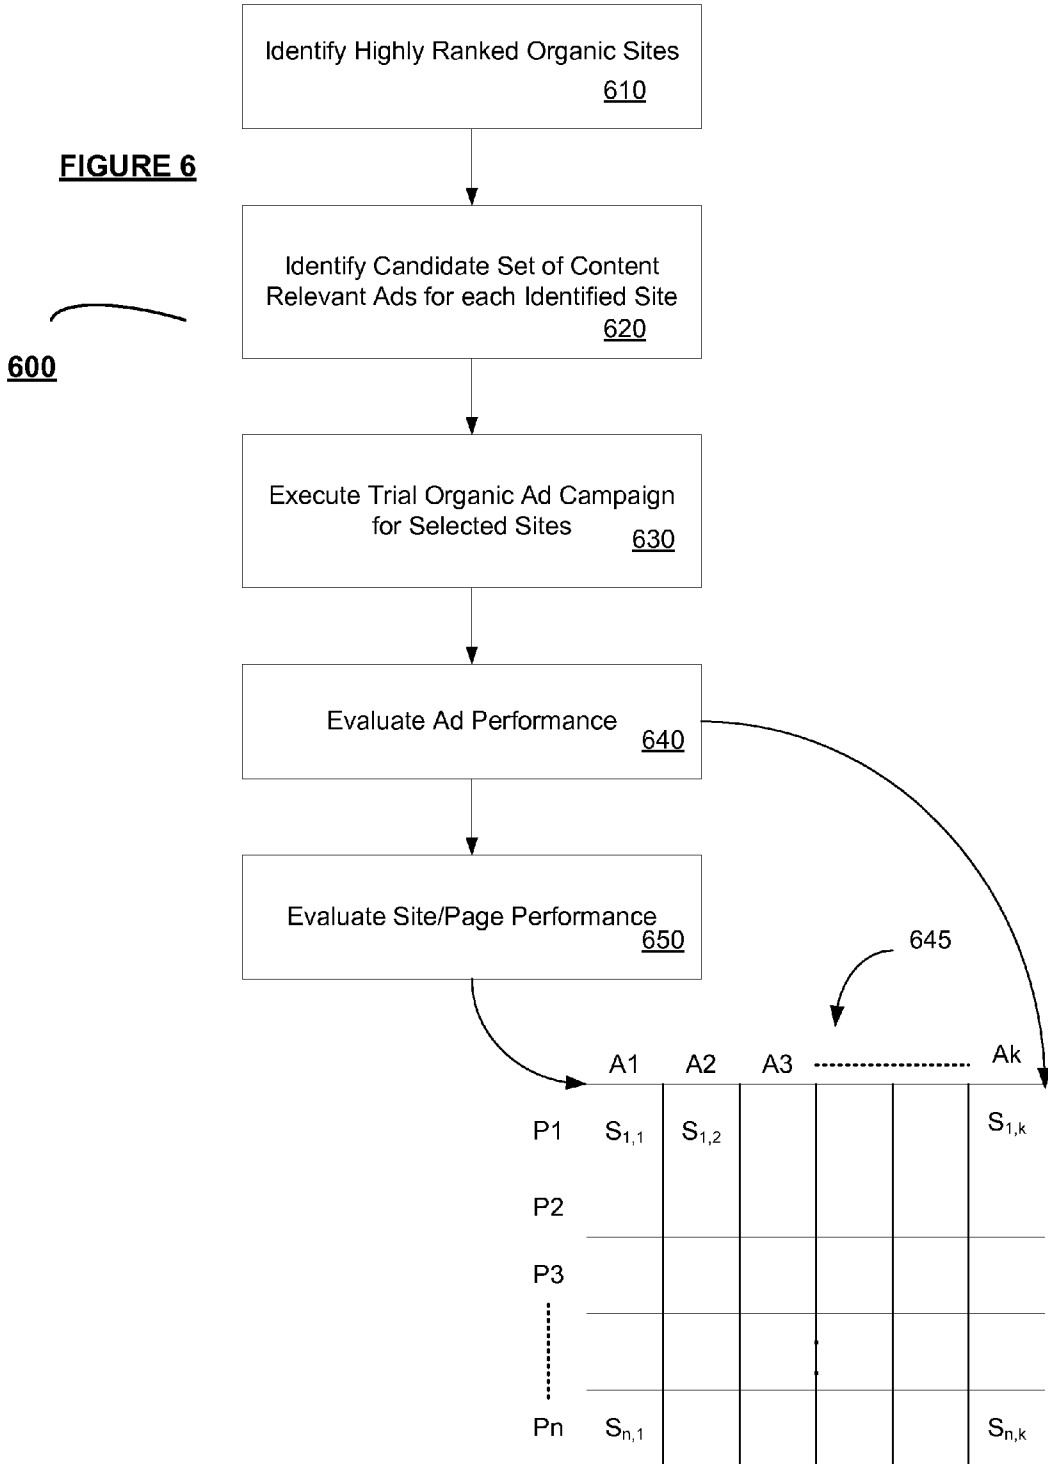 Identify Highly Ranked Organic Sites
610
FIGURE 6
Identify Candidate Set of Content
Relevant Ads for each Identified Site
620
600
Execute Trial Organic Ad Campaign
for Selected Sites
630
Evaluate Ad Performance
640
Evaluate Site/Page Performance
650
645
A1 A2 A3 Ak
P1 S1,1 S1,2 S1,k
P2
P3
Pn Sn,1 Sn,k